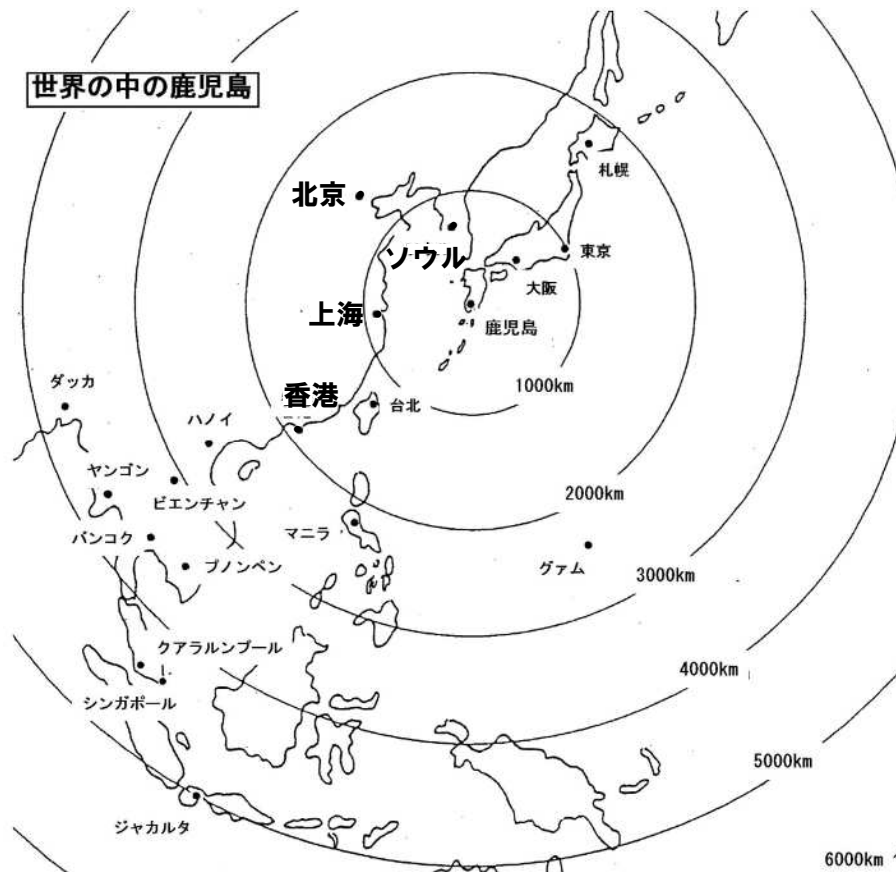 世界の中の鹿児島
札幌
北京
ソウル
東京
大阪
上海
鹿児島
1000km
ダッカ
香港
台北
ハノイ
ヤンゴン
ビエンチャン
2000km
バンコク
マニラ
プノンペン
グァム
3000km
クアラルンプール
4000km
シンガポール
5000km
ジャカルタ
6000km